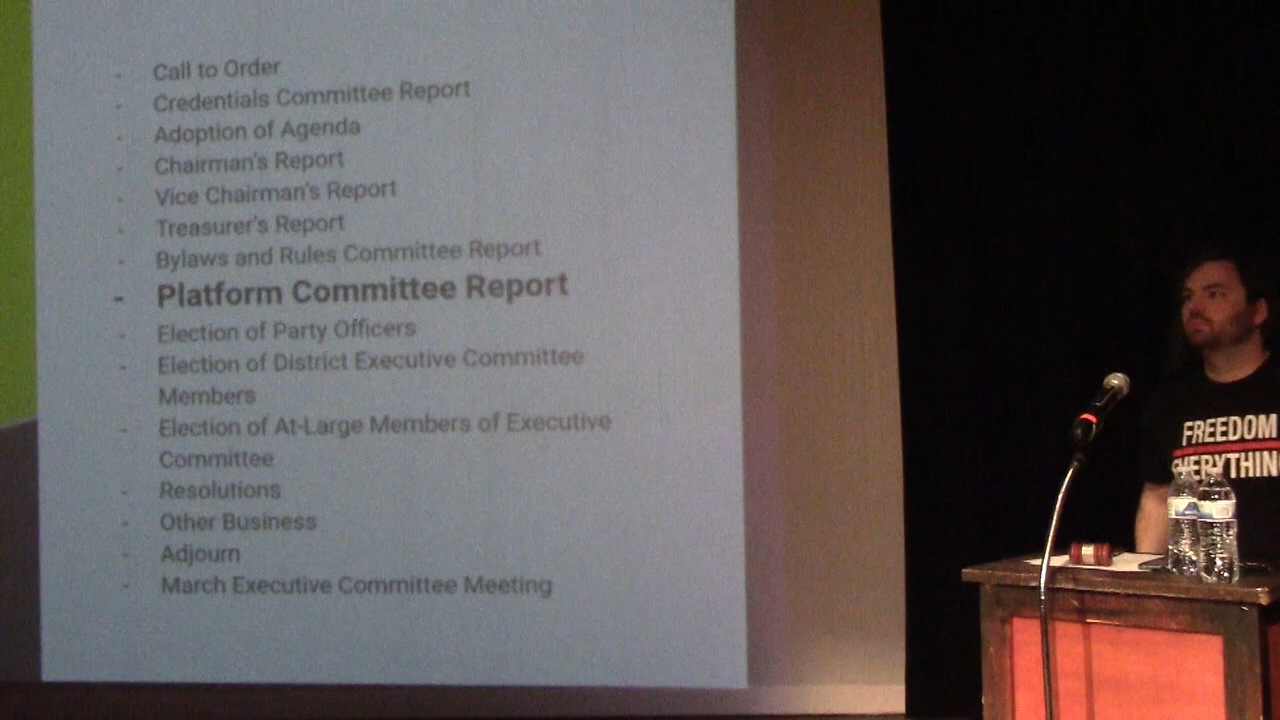 - Call to Order
- Credentials Committee Report
- Adoption of Agenda
- Chairman's Report
- Vice Chairman's Report
- Treasurer's Report
- Bylaws and Rules Committee Report
- Platform Committee Report
- Election of Party Officers
- Election of District Executive Committee
Members
- Election of At-Large Members of Executive
Committee
- Resolutions
- Other Business
- Adjourn
- March Executive Committee Meeting
FREEDOM
EVERYTHING